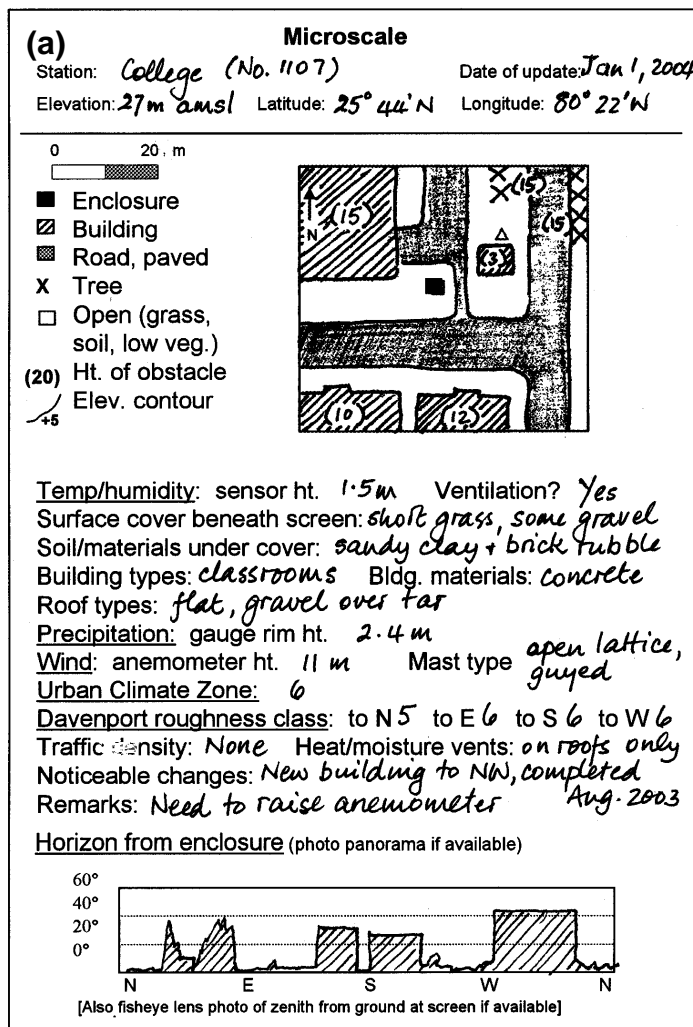 (a) Microscale
Station: College (No. 1107) Date of update: Jan 1, 2004
Elevation: 27m amsl Latitude: 25° 44'N Longitude: 80° 22'W
0 20 m
Enclosure
Building
Road, paved
X Tree
Open (grass,
soil, low veg.)
(20) Ht. of obstacle
+5 Elev. contour
(15)
N
(15)
(15)
(3)
(10)
(12)
Temp/humidity: sensor ht. 1.5m Ventilation? Yes
Surface cover beneath screen: short grass, some gravel
Soil/materials under cover: sandy clay + brick rubble
Building types: classrooms Bldg. materials: concrete
Roof types: flat, gravel over tar
Precipitation: gauge rim ht. 2.4 m
Wind: anemometer ht. 11 m Mast type open lattice,
guyed
Urban Climate Zone: 6
Davenport roughness class: to N 5 to E 6 to S 6 to W 6
Traffic density: None Heat/moisture vents: on roofs only
Noticeable changes: New building to NW, completed
Aug. 2003
Remarks: Need to raise anemometer
Horizon from enclosure (photo panorama if available)
60°
40°
20°
0°
N E S W N
[Also fisheye lens photo of zenith from ground at screen if available]